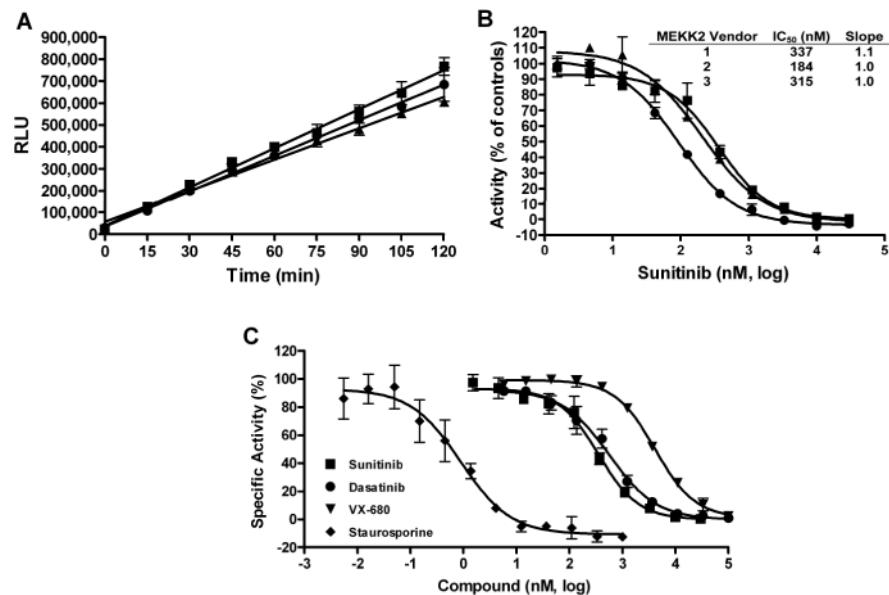 A
900,000
800,000
700,000
600,000
500,000
400,000
300,000
200,000
100,000
0
RLU
0 15 30 45 60 75 90 105 120
Time (min)
B
MEKK2 Vendor IC50 (nM) Slope
1 337 1.1
2 184 1.0
3 315 1.0
120
110
100
90
80
70
60
50
40
30
20
10
0
-10
Activity (% of controls)
0 1 2 3 4 5
Sunitinib (nM, log)
C
120
100
80
60
40
20
0
-20
Specific Activity (%)
Sunitinib
Dasatinib
VX-680
Staurosporine
-3 -2 -1 0 1 2 3 4 5
Compound (nM, log)